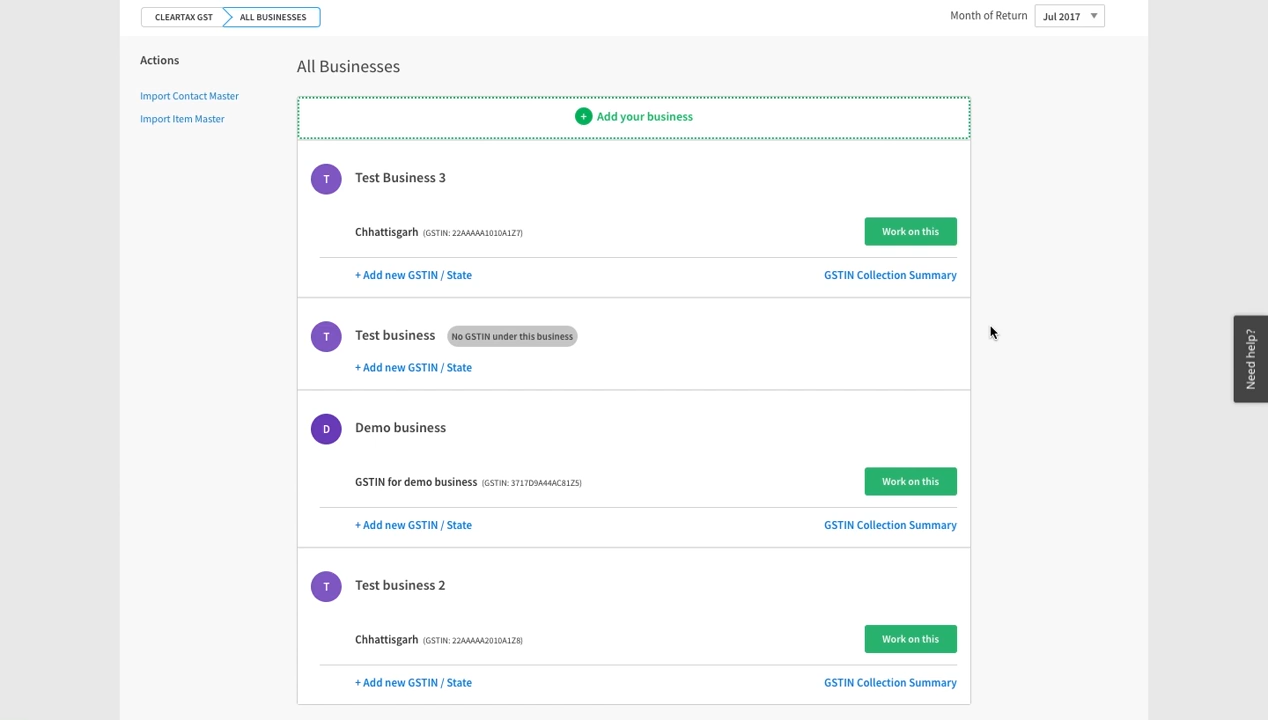 CLEARTAX GST ALL BUSINESSES Month of Return Jul 2017
Actions
Import Contact Master
Import Item Master
All Businesses
+ Add your business
T Test Business 3
Chhattisgarh (GSTIN: 22AAAAA1010A1Z7) Work on this
+ Add new GSTIN / State GSTIN Collection Summary
T Test business No GSTIN under this business
+ Add new GSTIN / State
D Demo business
GSTIN for demo business (GSTIN: 3717D9A44AC81Z5) Work on this
+ Add new GSTIN / State GSTIN Collection Summary
T Test business 2
Chhattisgarh (GSTIN: 22AAAAA2010A1Z8) Work on this
+ Add new GSTIN / State GSTIN Collection Summary
Need help?